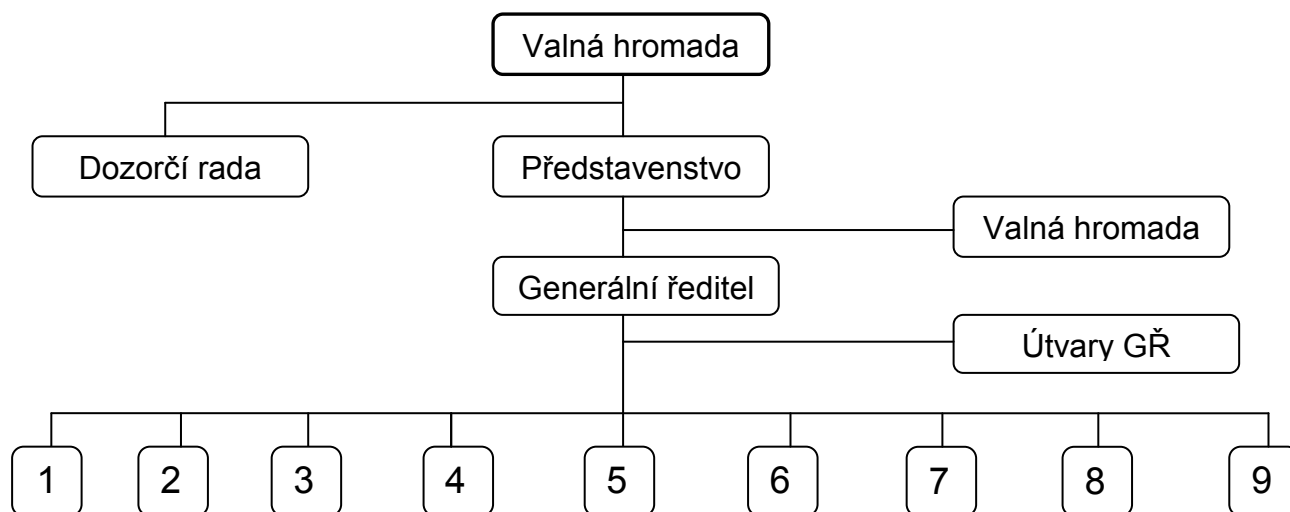 Valná hromada
Dozorčí rada
Představenstvo
Valná hromada
Generální ředitel
Útvary GŘ
1 2 3 4 5 6 7 8 9